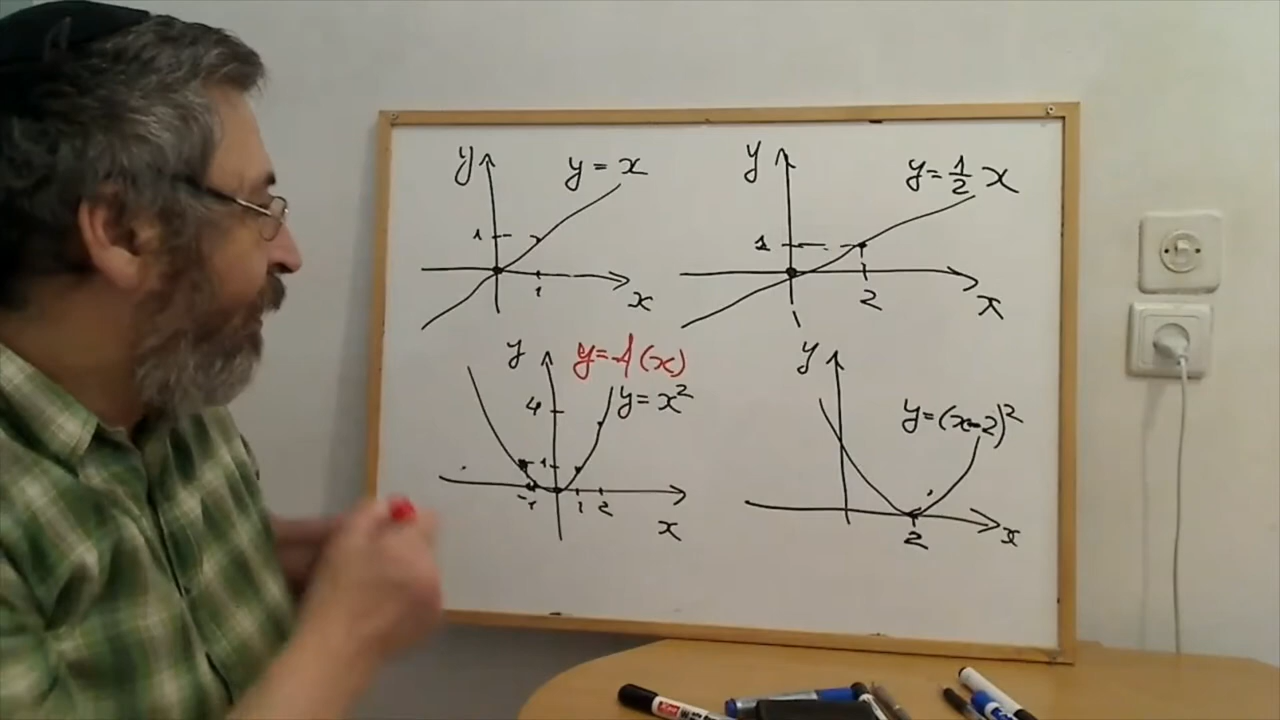 y
y = x
1
1
x
y
y = 1/2 x
1
2
x
y
y = f(x)
4
y = x²
1
-1 1 2
x
y
y = (x-2)²
2
x